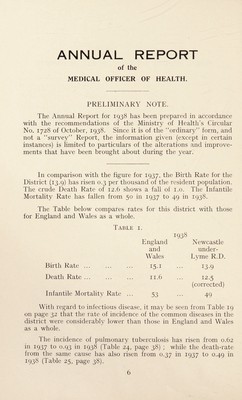 ANNUAL REPORT
of the
MEDICAL OFFICER OF HEALTH.
PRELIMINARY NOTE.
The Annual Report for 1938 has been prepared in accordance
with the recommendations of the Ministry of Health's Circular
No. 1728 of October, 1938. Since it is of the "ordinary" form, and
not a "survey" Report, the information given (except in certain
instances) is limited to particulars of the alterations and improve-
ments that have been brought about during the year.
In comparison with the figure for 1937, the Birth Rate for the
District (13.9) has risen 0.3 per thousand of the resident population.
The crude Death Rate of 12.6 shows a fall of 1.0. The Infantile
Mortality Rate has fallen from 50 in 1937 to 49 in 1938.
The Table below compares rates for this district with those
for England and Wales as a whole.
TABLE 1.
1938
England Newcastle
and under-
Wales Lyme R.D.
Birth Rate ... ... ... 15.1 ... 13.9
Death Rate ... ... ... 11.6 ... 12.5
(corrected)
Infantile Mortality Rate ... 53 ... 49
With regard to infectious disease, it may be seen from Table 19
on page 32 that the rate of incidence of the common diseases in the
district were considerably lower than those in England and Wales
as a whole.
The incidence of pulmonary tuberculosis has risen from 0.62
in 1937 to 0.93 in 1938 (Table 24, page 38) ; while the death-rate
from the same cause has also risen from 0.37 in 1937 to 0.49 in
1938 (Table 25, page 38).
6